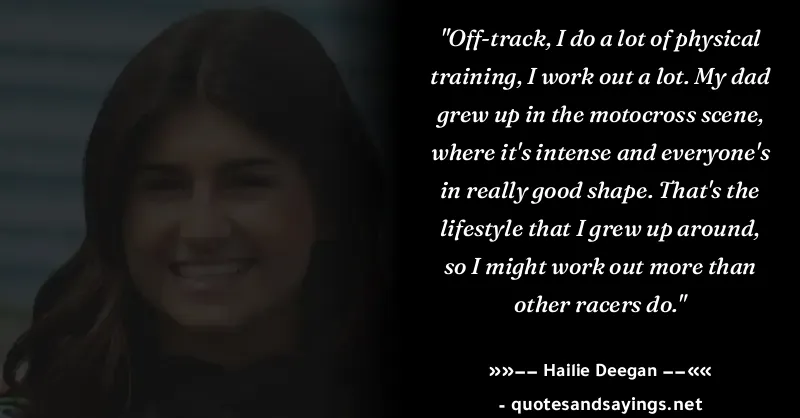 "Off-track, I do a lot of physical
training, I work out a lot. My dad
grew up in the motocross scene,
where it's intense and everyone's
in really good shape. That's the
lifestyle that I grew up around,
so I might work out more than
other racers do."
»»–– Hailie Deegan ––««
- quotesandsayings.net